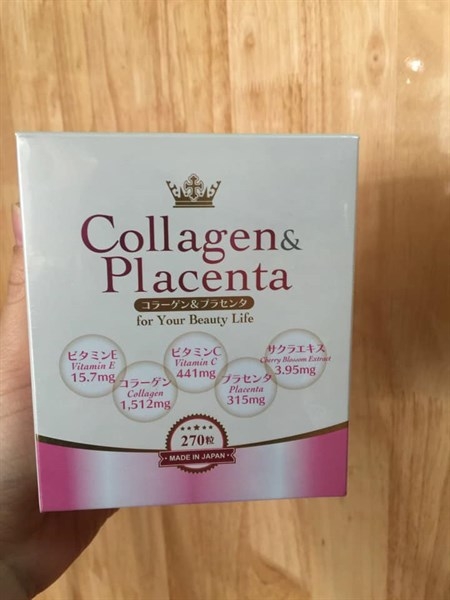 Collagen&
Placenta
コラーゲン&プラセンタ
for Your Beauty Life
ビタミンE
Vitamin E
15.7mg
コラーゲン
Collagen
1,512mg
ビタミンC
Vitamin C
441mg
プラセンタ
Placenta
315mg
サクラエキス
Cherry Blossom Extract
3.95mg
270粒
MADE IN JAPAN